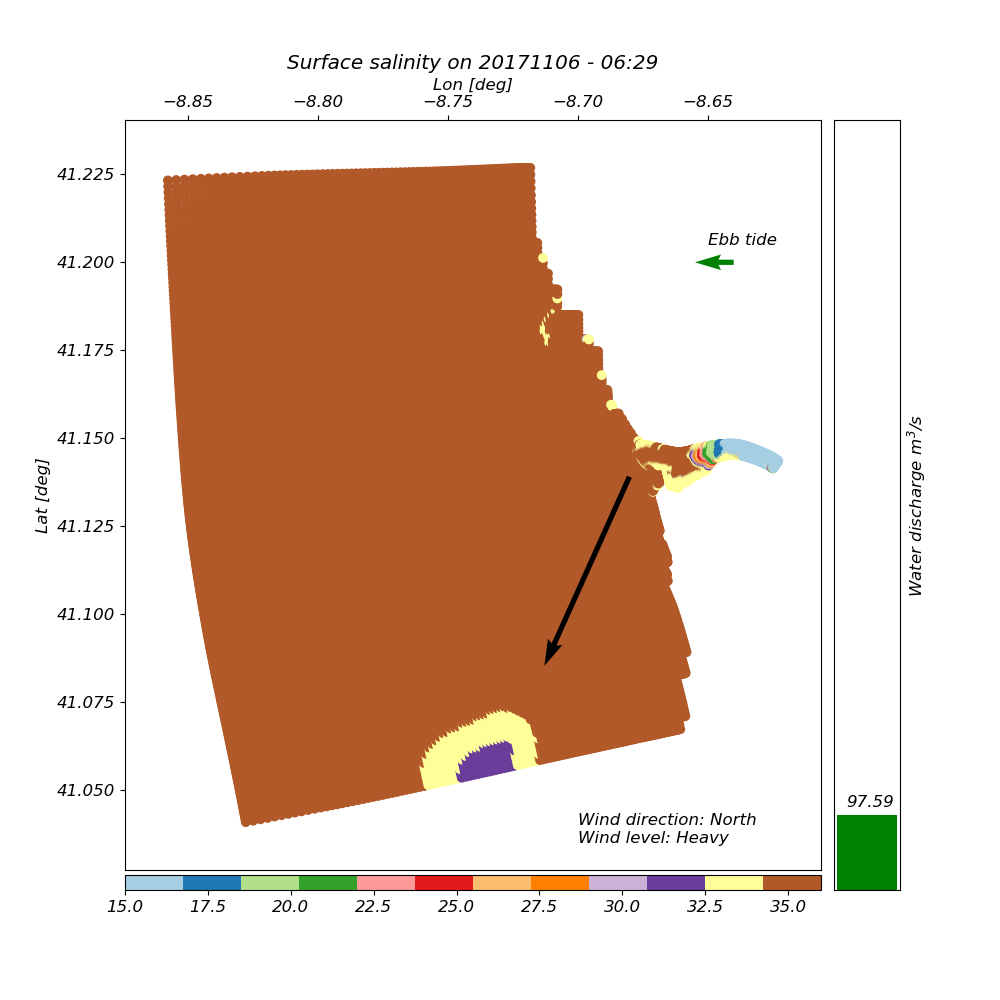 Surface salinity on 20171106 - 06:29
Lon [deg]
−8.85 −8.80 −8.75 −8.70 −8.65
41.225
41.200
41.175
41.150
41.125
41.100
41.075
41.050
Lat [deg]
Ebb tide
Wind direction: North
Wind level: Heavy
15.0 17.5 20.0 22.5 25.0 27.5 30.0 32.5 35.0
97.59
Water discharge m³/s